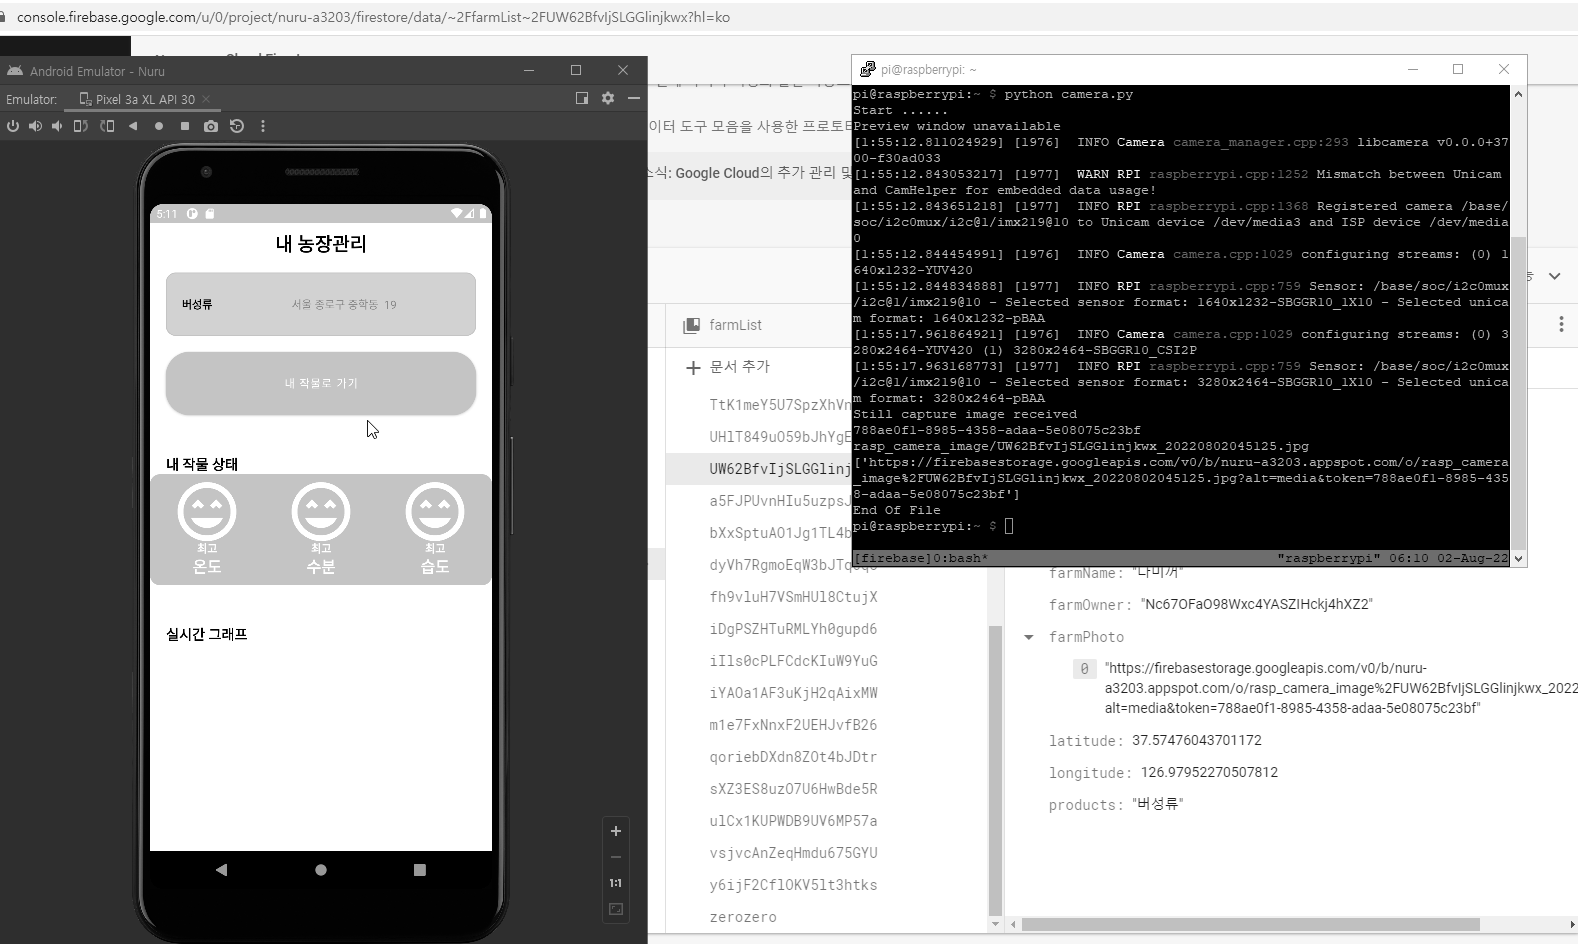 console.firebase.google.com/u/0/project/nuru-a3203/firestore/data/~2FfarmList~2FUW62BfvIjSLGGlinjkwx?hl=ko
Android Emulator - Nuru
Emulator:
Pixel 3a XL API 30
5:11
내 농장관리
버섯류
서울 종로구 중학동 19
내 작물로 가기
내 작물 상태
최고
온도
최고
수분
최고
습도
실시간 그래프
1:1
이터 도구 모음을 사용한 프로토타
소식: Google Cloud의 추가 관리 및
farmList
문서 추가
TtK1meY5U7SpzXhVn
UHlT849uO59bJhYgE
UW62BfvIjSLGGlinj
a5FJPUvnHIu5uzpsJ
bXxSptuAO1Jg1TL4b
dyVh7RgmoEqW3bJTq
fh9vluH7VSmHUl8CtujX
iDgPSZHTuRMLYh0gupd6
iIls0cPLFCdcKIuW9YuG
iYAOa1AF3uKjH2qAixMW
m1e7FxNnxF2UEHJvfB26
qoriebDXdn8ZOt4bJDtr
sXZ3ES8uzO7U6HwBde5R
ulCx1KUPWDB9UV6MP57a
vsjvcAnZeqHmdu675GYU
y6ijF2CflOKV5lt3htks
zerozero
pi@raspberrypi: ~
pi@raspberrypi:~ $ python camera.py
Start ......
Preview window unavailable
[1:55:12.811024929] [1976]  INFO Camera camera_manager.cpp:293 libcamera v0.0.0+37
00-f30ad033
[1:55:12.843053217] [1977]  WARN RPI raspberrypi.cpp:1252 Mismatch between Unicam
and CamHelper for embedded data usage!
[1:55:12.843651218] [1977]  INFO RPI raspberrypi.cpp:1368 Registered camera /base/
soc/i2c0mux/i2c@1/imx219@10 to Unicam device /dev/media3 and ISP device /dev/media
0
[1:55:12.844454991] [1976]  INFO Camera camera.cpp:1029 configuring streams: (0) 1
640x1232-YUV420
[1:55:12.844834888] [1977]  INFO RPI raspberrypi.cpp:759 Sensor: /base/soc/i2c0mux
/i2c@1/imx219@10 - Selected sensor format: 1640x1232-SBGGR10_1X10 - Selected unica
m format: 1640x1232-pBAA
[1:55:17.961864921] [1976]  INFO Camera camera.cpp:1029 configuring streams: (0) 3
280x2464-YUV420 (1) 3280x2464-SBGGR10_CSI2P
[1:55:17.963168773] [1977]  INFO RPI raspberrypi.cpp:759 Sensor: /base/soc/i2c0mux
/i2c@1/imx219@10 - Selected sensor format: 3280x2464-SBGGR10_1X10 - Selected unica
m format: 3280x2464-pBAA
Still capture image received
788ae0f1-8985-4358-adaa-5e08075c23bf
rasp_camera_image/UW62BfvIjSLGGlinjkwx_20220802045125.jpg
['https://firebasestorage.googleapis.com/v0/b/nuru-a3203.appspot.com/o/rasp_camera
_image%2FUW62BfvIjSLGGlinjkwx_20220802045125.jpg?alt=media&token=788ae0f1-8985-435
8-adaa-5e08075c23bf']
End Of File
pi@raspberrypi:~ $
[firebase]0:bash* "raspberrypi" 06:10 02-Aug-22
farmName: "나미꺼"
farmOwner: "Nc67OFaO98Wxc4YASZIHckj4hXZ2"
farmPhoto
0 "https://firebasestorage.googleapis.com/v0/b/nuru-
a3203.appspot.com/o/rasp_camera_image%2FUW62BfvIjSLGGlinjkwx_2022
alt=media&token=788ae0f1-8985-4358-adaa-5e08075c23bf"
latitude: 37.57476043701172
longitude: 126.97952270507812
products: "버섯류"